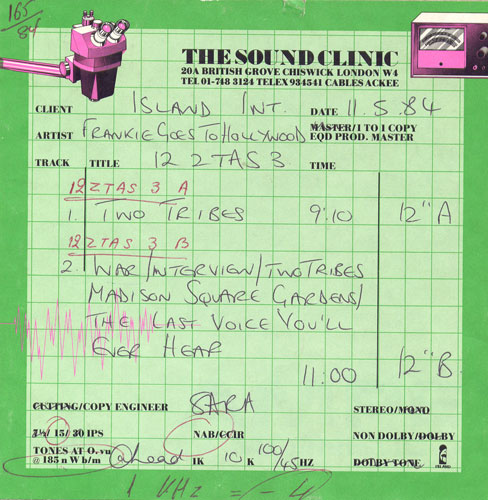 165/84
THE SOUND CLINIC
20A BRITISH GROVE CHISWICK LONDON W4
TEL 01-748 3124 TELEX 934541 CABLES ACKEE
CLIENT ISLAND INT. DATE 11.5.84
ARTIST FRANKIE GOES TO HOLLYWOOD MASTER/1 TO 1 COPY
EQD PROD. MASTER
TRACK TITLE 12 ZTAS 3 TIME
12 ZTAS 3 A
1. TWO TRIBES 9:10 12" A
12 ZTAS 3 B
2. WAR/INTERVIEW/TWO TRIBES
MADISON SQUARE GARDENS/
THE LAST VOICE YOU'LL
EVER HEAR
11:00 12" B
CUTTING/COPY ENGINEER SARA STEREO/MONO
7½/15/30 IPS NAB/CCIR NON DOLBY/DOLBY
TONES AT O.vu
@ 185 n W b/m @head 1K 10K 100/45HZ DOLBY TONE
ISLAND
1 KHz = -4